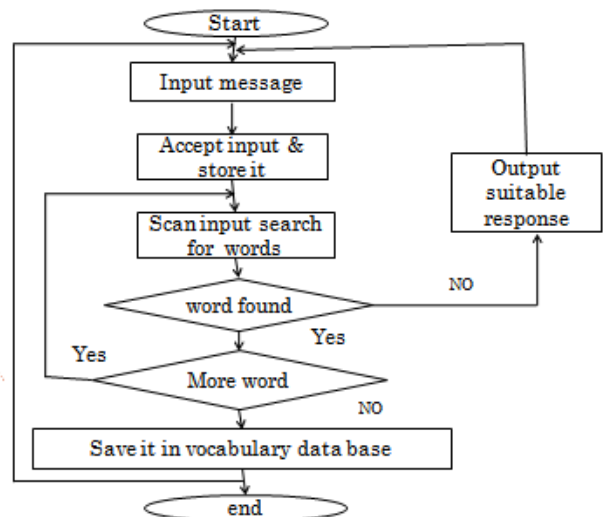 Start
Input message
Accept input &
store it
Scan input search
for words
Output
suitable
response
word found
NO
Yes
Yes
More word
NO
Save it in vocabulary data base
end